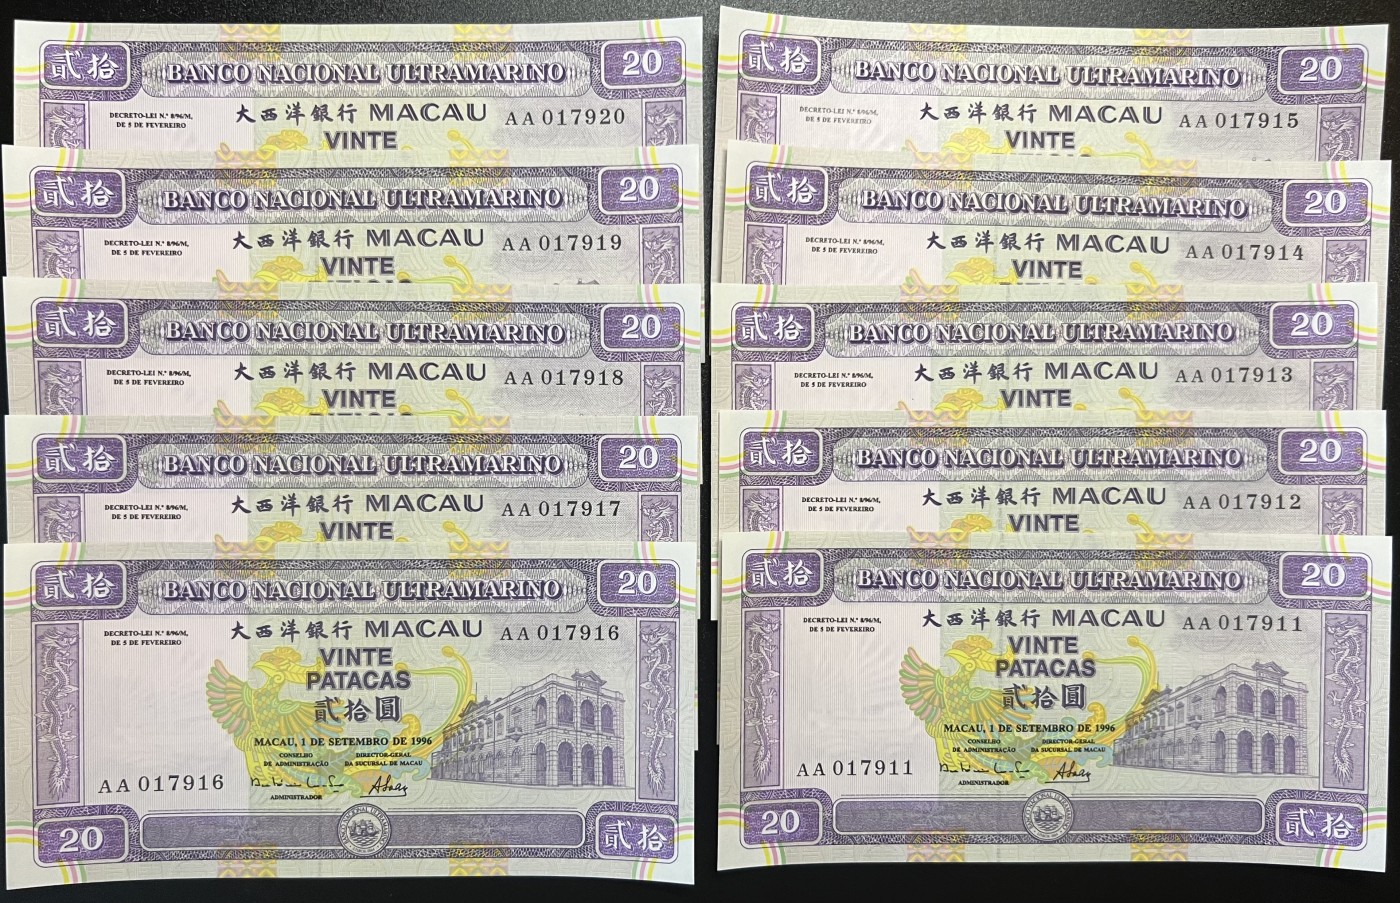 貳拾 BANCO NACIONAL ULTRAMARINO 20
DECRETO-LEI N.º 8/96/M,
DE 5 DE FEVEREIRO
大西洋銀行 MACAU AA 017920
VINTE
貳拾 BANCO NACIONAL ULTRAMARINO 20
DECRETO-LEI N.º 8/96/M,
DE 5 DE FEVEREIRO
大西洋銀行 MACAU AA 017919
VINTE
PATACAS
貳拾 BANCO NACIONAL ULTRAMARINO 20
DECRETO-LEI N.º 8/96/M,
DE 5 DE FEVEREIRO
大西洋銀行 MACAU AA 017918
VINTE
PATACAS
貳拾 BANCO NACIONAL ULTRAMARINO 20
DECRETO-LEI N.º 8/96/M,
DE 5 DE FEVEREIRO
大西洋銀行 MACAU AA 017917
VINTE
貳拾 BANCO NACIONAL ULTRAMARINO 20
DECRETO-LEI N.º 8/96/M,
DE 5 DE FEVEREIRO
大西洋銀行 MACAU AA 017916
VINTE
PATACAS
貳拾圓
MACAU, 1 DE SETEMBRO DE 1996
CONSELHO DE ADMINISTRAÇÃO
DIRECTOR-GERAL DA SUCURSAL DE MACAU
AA 017916
ADMINISTRADOR
BANCO NACIONAL ULTRAMARINO
20 貳拾
貳拾 BANCO NACIONAL ULTRAMARINO 20
DECRETO-LEI N.º 8/96/M,
DE 5 DE FEVEREIRO
大西洋銀行 MACAU AA 017915
VINTE
PATACAS
貳拾 BANCO NACIONAL ULTRAMARINO 20
DECRETO-LEI N.º 8/96/M,
DE 5 DE FEVEREIRO
大西洋銀行 MACAU AA 017914
VINTE
貳拾 BANCO NACIONAL ULTRAMARINO 20
DECRETO-LEI N.º 8/96/M,
DE 5 DE FEVEREIRO
大西洋銀行 MACAU AA 017913
VINTE
貳拾 BANCO NACIONAL ULTRAMARINO 20
DECRETO-LEI N.º 8/96/M,
DE 5 DE FEVEREIRO
大西洋銀行 MACAU AA 017912
VINTE
貳拾 BANCO NACIONAL ULTRAMARINO 20
DECRETO-LEI N.º 8/96/M,
DE 5 DE FEVEREIRO
大西洋銀行 MACAU AA 017911
VINTE
PATACAS
貳拾圓
MACAU, 1 DE SETEMBRO DE 1996
CONSELHO DE ADMINISTRAÇÃO
DIRECTOR-GERAL DA SUCURSAL DE MACAU
AA 017911
ADMINISTRADOR
BANCO NACIONAL ULTRAMARINO
20 貳拾